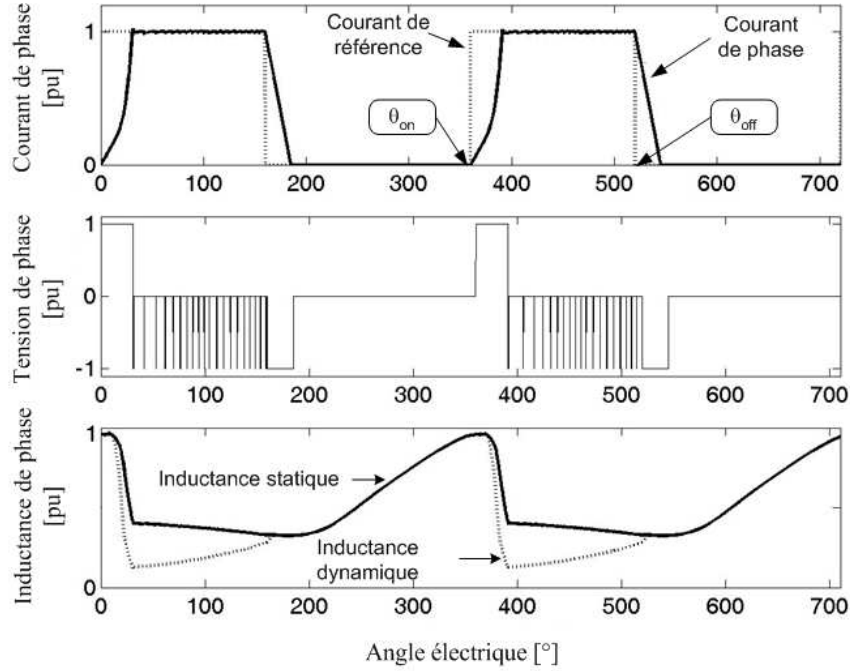 Courant de phase
[pu]
1
0
Courant de
référence
Courant
de phase
θon
θoff
0 100 200 300 400 500 600 700
Tension de phase
[pu]
1
0
-1
0 100 200 300 400 500 600 700
Inductance de phase
[pu]
1
0
Inductance statique
Inductance
dynamique
0 100 200 300 400 500 600 700
Angle électrique [°]